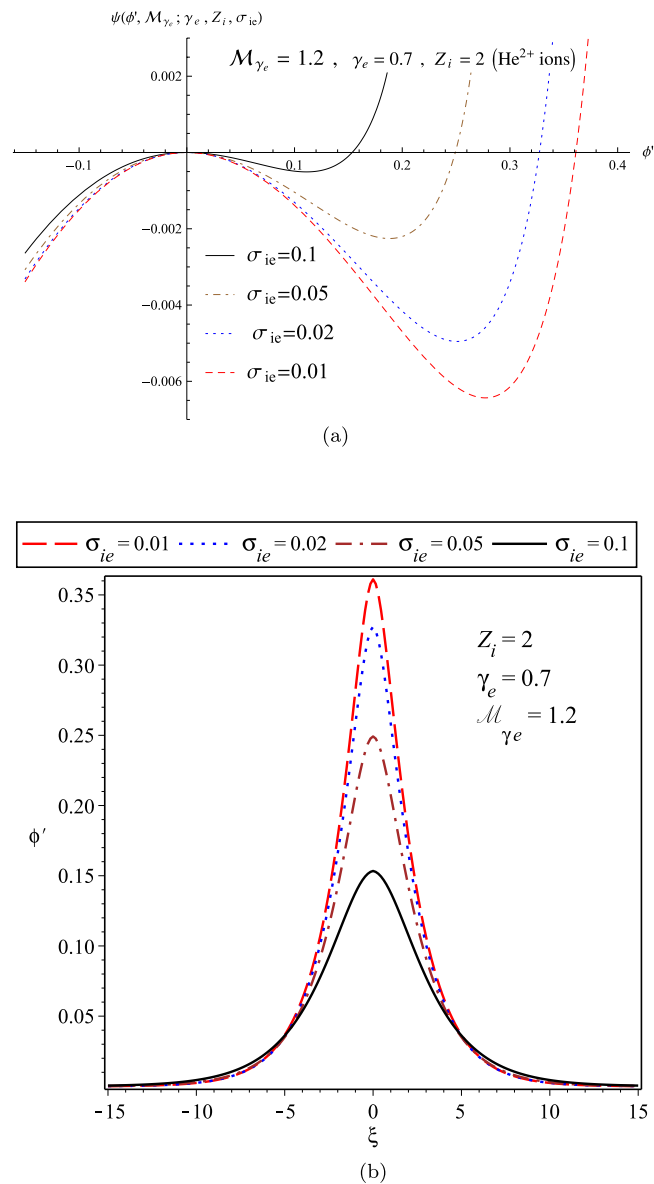 ψ(ϕ', ℳγₑ; γₑ, Zᵢ, σᵢₑ)
ℳγₑ = 1.2 , γₑ = 0.7 , Zᵢ = 2 (He²⁺ ions)
0.002
−0.1 0.1 0.2 0.3 0.4 ϕ'
−0.002
−0.004
−0.006
σᵢₑ=0.1
σᵢₑ=0.05
σᵢₑ=0.02
σᵢₑ=0.01
(a)
σᵢₑ = 0.01 σᵢₑ = 0.02 σᵢₑ = 0.05 σᵢₑ = 0.1
0.35
0.30
0.25
0.20
0.15
0.10
0.05
ϕ′
Zᵢ = 2
γₑ = 0.7
ℳγₑ = 1.2
−15 −10 −5 0 5 10 15
ξ
(b)